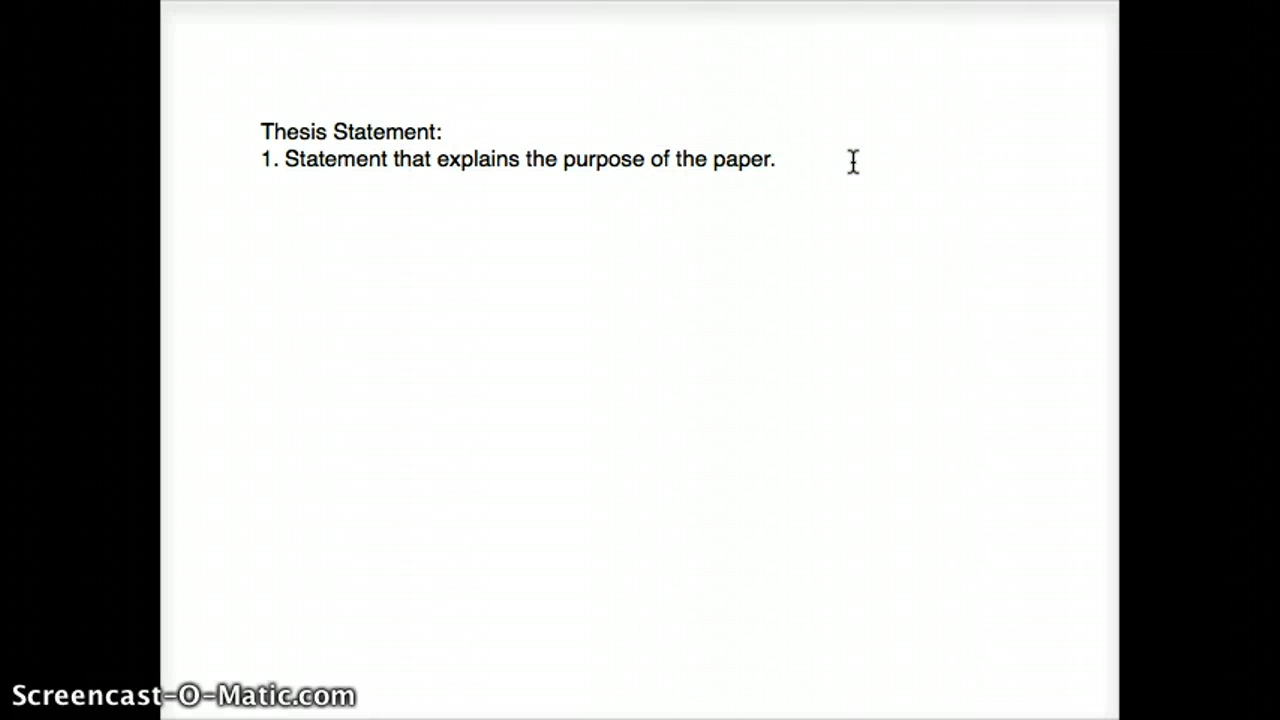 Thesis Statement:
1. Statement that explains the purpose of the paper.
Screencast-O-Matic.com